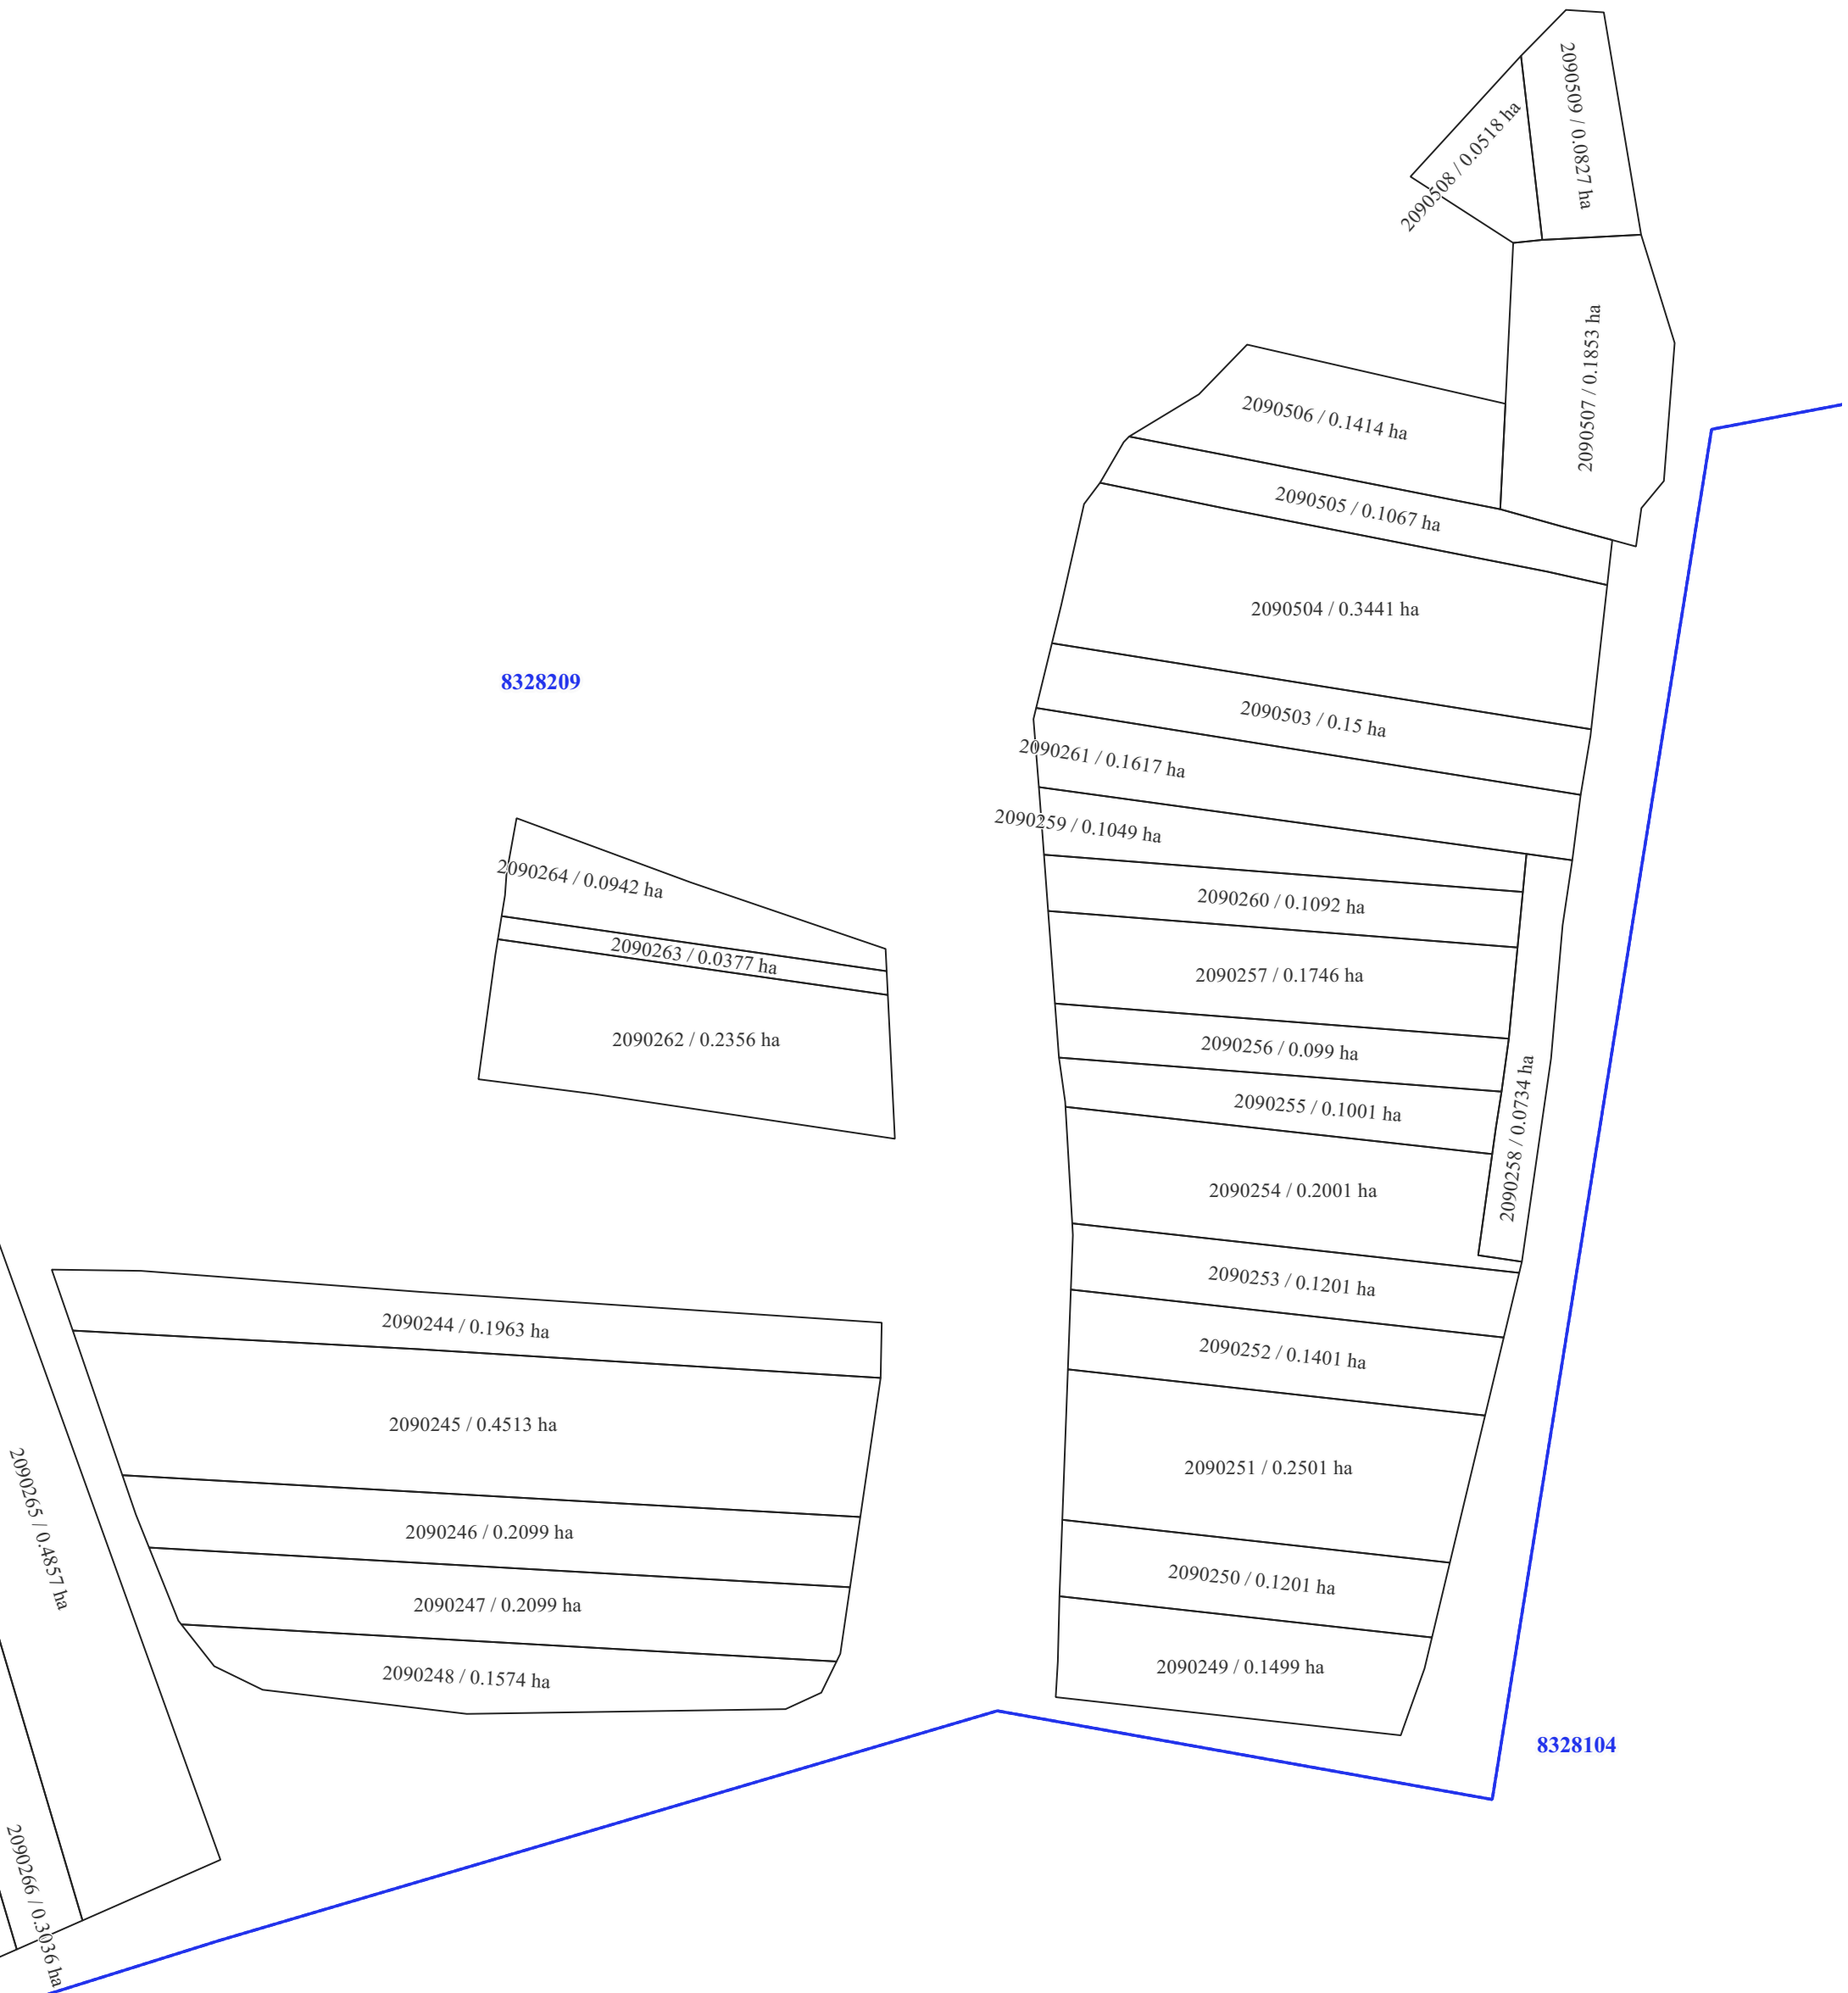 2090509 / 0.0827 ha
2090508 / 0.0518 ha
2090507 / 0.1853 ha
2090506 / 0.1414 ha
2090505 / 0.1067 ha
2090504 / 0.3441 ha
8328209
2090503 / 0.15 ha
2090261 / 0.1617 ha
2090259 / 0.1049 ha
2090264 / 0.0942 ha
2090260 / 0.1092 ha
2090263 / 0.0377 ha
2090257 / 0.1746 ha
2090262 / 0.2356 ha
2090256 / 0.099 ha
2090255 / 0.1001 ha
2090258 / 0.0734 ha
2090254 / 0.2001 ha
2090253 / 0.1201 ha
2090244 / 0.1963 ha
2090252 / 0.1401 ha
2090245 / 0.4513 ha
2090251 / 0.2501 ha
2090265 / 0.4857 ha
2090246 / 0.2099 ha
2090250 / 0.1201 ha
2090247 / 0.2099 ha
2090249 / 0.1499 ha
2090248 / 0.1574 ha
8328104
2090266 / 0.3036 ha